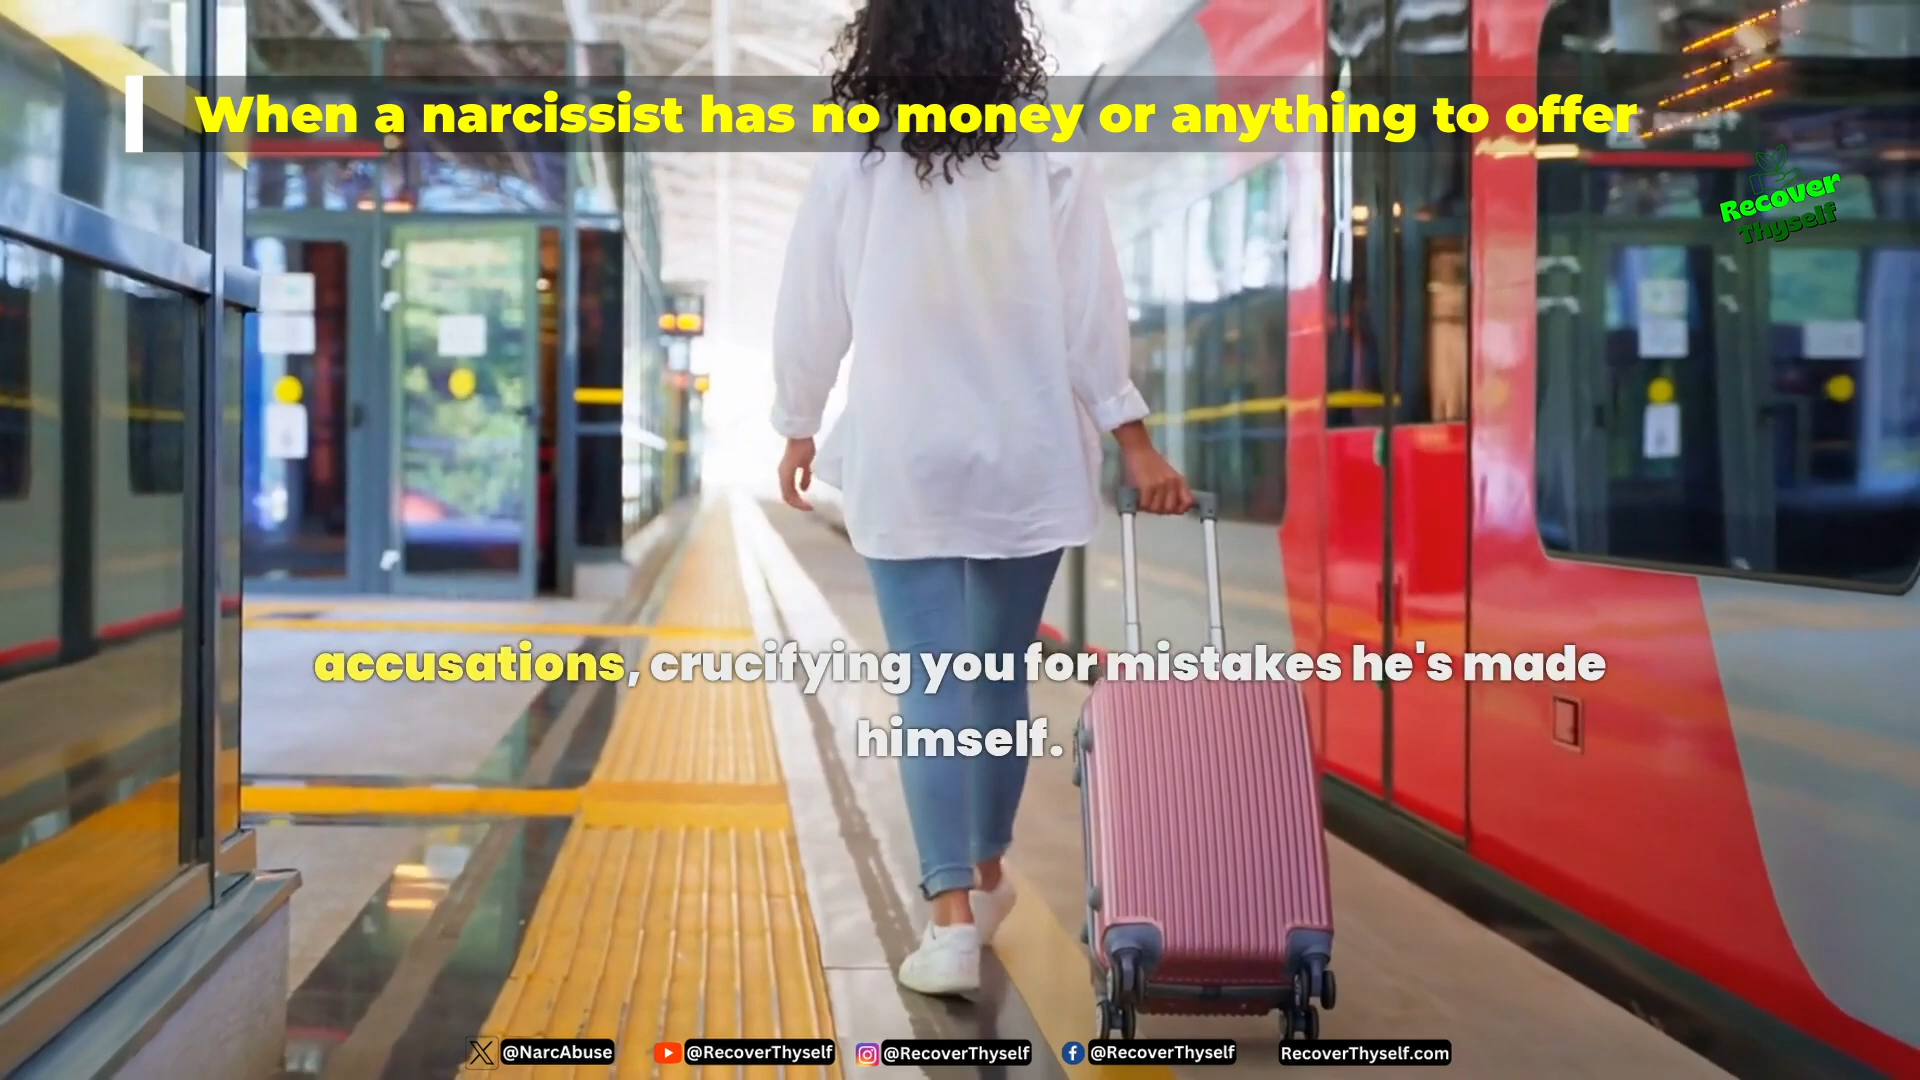 When a narcissist has no money or anything to offer
Recover
Thyself
accusations, crucifying you for mistakes he's made
himself.
@NarcAbuse
@RecoverThyself
@RecoverThyself
@RecoverThyself
RecoverThyself.com